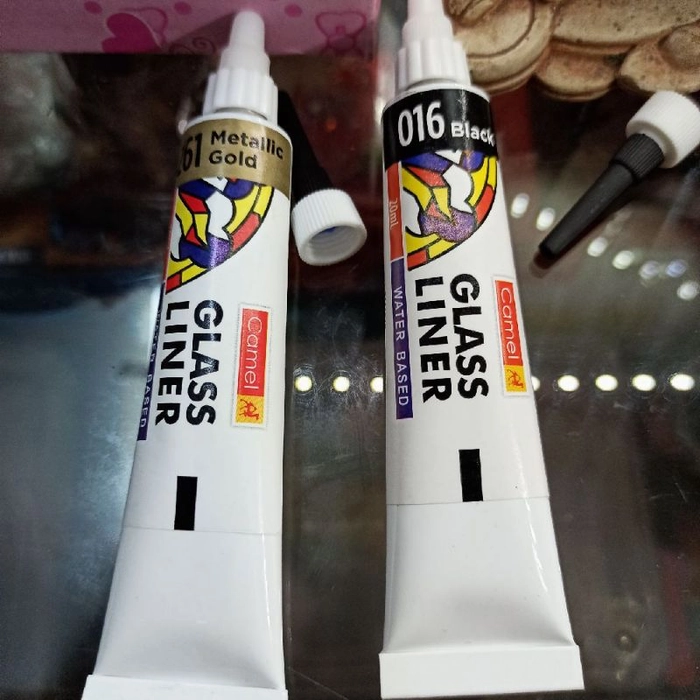 61 Metallic
Gold
GLASS
LINER
Camel
016 Black
20ml
GLASS
LINER
WATER BASED
Camel